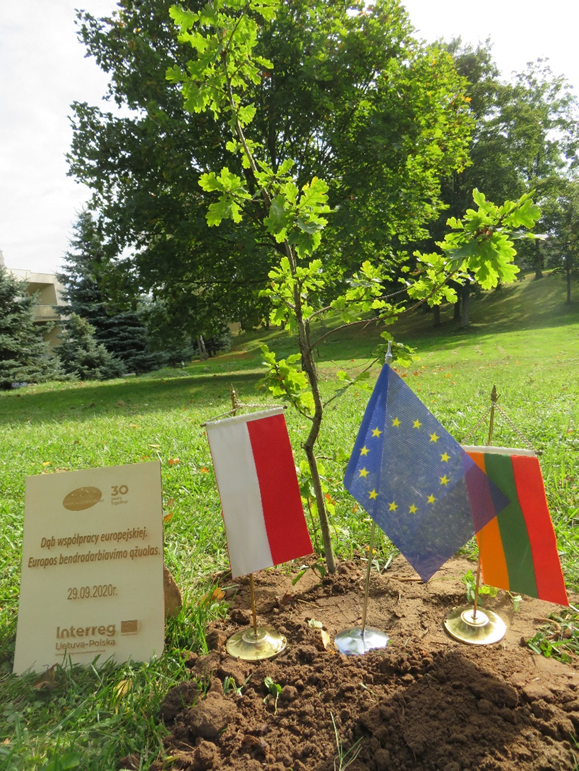 30
Dąb współpracy europejskiej.
Europos bendradarbiavimo ąžuolas.
29.09.2020r.
Interreg
Lietuva-Polska